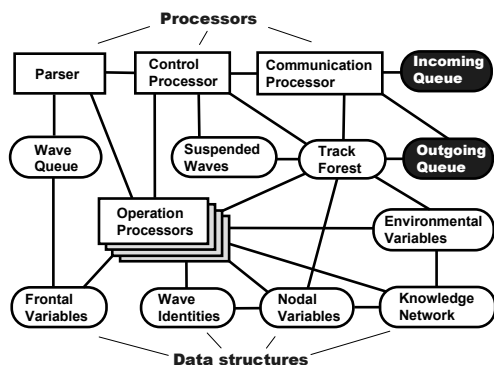 Processors
Parser
Control
Processor
Communication
Processor
Incoming
Queue
Wave
Queue
Suspended
Waves
Track
Forest
Outgoing
Queue
Operation
Processors
Environmental
Variables
Frontal
Variables
Wave
Identities
Nodal
Variables
Knowledge
Network
Data structures